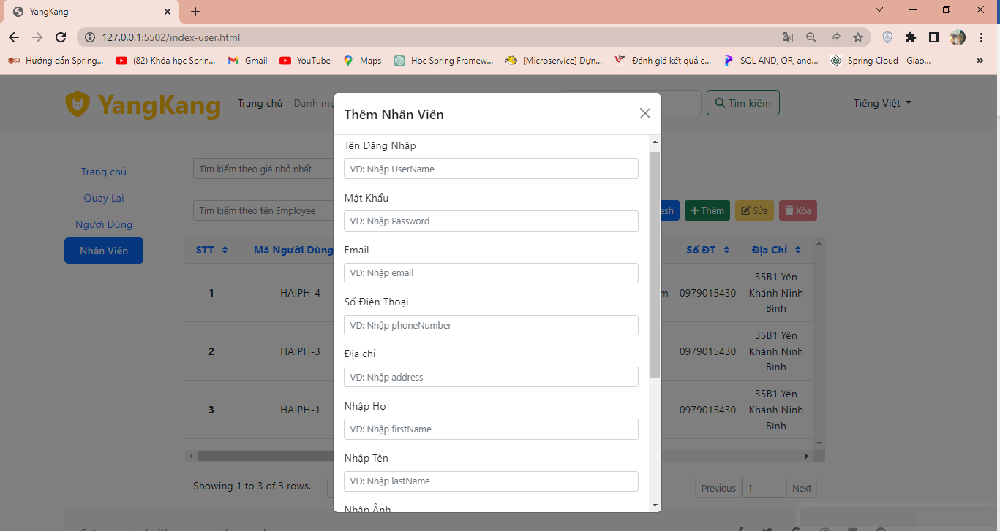 YangKang
127.0.0.1:5502/index-user.html
Hướng dẫn Spring...
(82) Khóa học Sprin...
Gmail
YouTube
Maps
Hoc Spring Framew...
[Microservice] Dựn...
Đánh giá kết quả c...
SQL AND, OR, and...
Spring Cloud - Giao...
»
YangKang
Trang chủ
Danh mụ
Tìm kiếm
Tiếng Việt
Trang chủ
Quay Lại
Người Dùng
Nhân Viên
Tìm kiếm theo giá nhỏ nhất
Tìm kiếm theo tên Employee
esh
Thêm
Sửa
Xóa
STT Mã Người Dùng Số ĐT Địa Chỉ
1 HAIPH-4 m 0979015430 35B1 Yên
Khánh Ninh
Bình
2 HAIPH-3 0979015430 35B1 Yên
Khánh Ninh
Bình
3 HAIPH-1 0979015430 35B1 Yên
Khánh Ninh
Bình
Showing 1 to 3 of 3 rows.
Previous 1 Next
Thêm Nhân Viên
Tên Đăng Nhập
VD: Nhập UserName
Mật Khẩu
VD: Nhập Password
Email
VD: Nhập email
Số Điện Thoại
VD: Nhập phoneNumber
Địa chỉ
VD: Nhập address
Nhập Họ
VD: Nhập firstName
Nhập Tên
VD: Nhập lastName
Nhập Ảnh